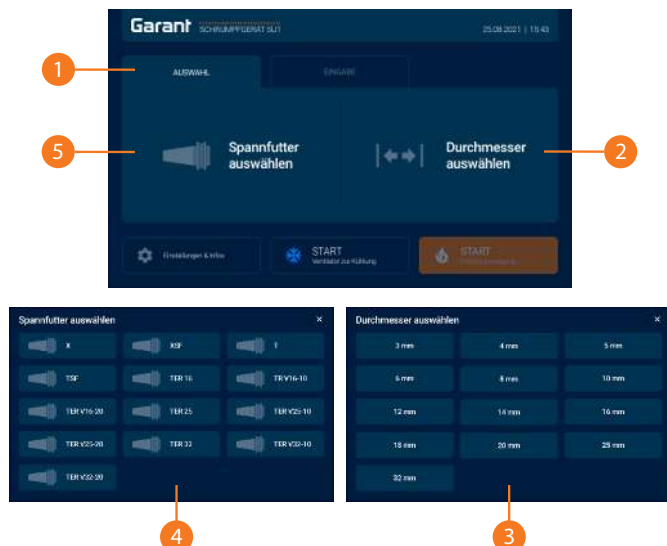 Garant SCHRUMPFGERÄT SU1
25.08.2021 | 15:43
1
AUSWAHL
EINGABE
5
Spannfutter
auswählen
Durchmesser
auswählen
2
Einstellungen & Infos
START
Ventilator zur Kühlung
START
Spannfutter auswählen ×
X XSF T
TSF TER 16 TR V16-10
TER V16-20 TER 25 TER V25-10
TER V25-20 TER 32 TER V32-10
TER V32-20
4
Durchmesser auswählen ×
3 mm 4 mm 5 mm
6 mm 8 mm 10 mm
12 mm 14 mm 16 mm
18 mm 20 mm 25 mm
32 mm
3